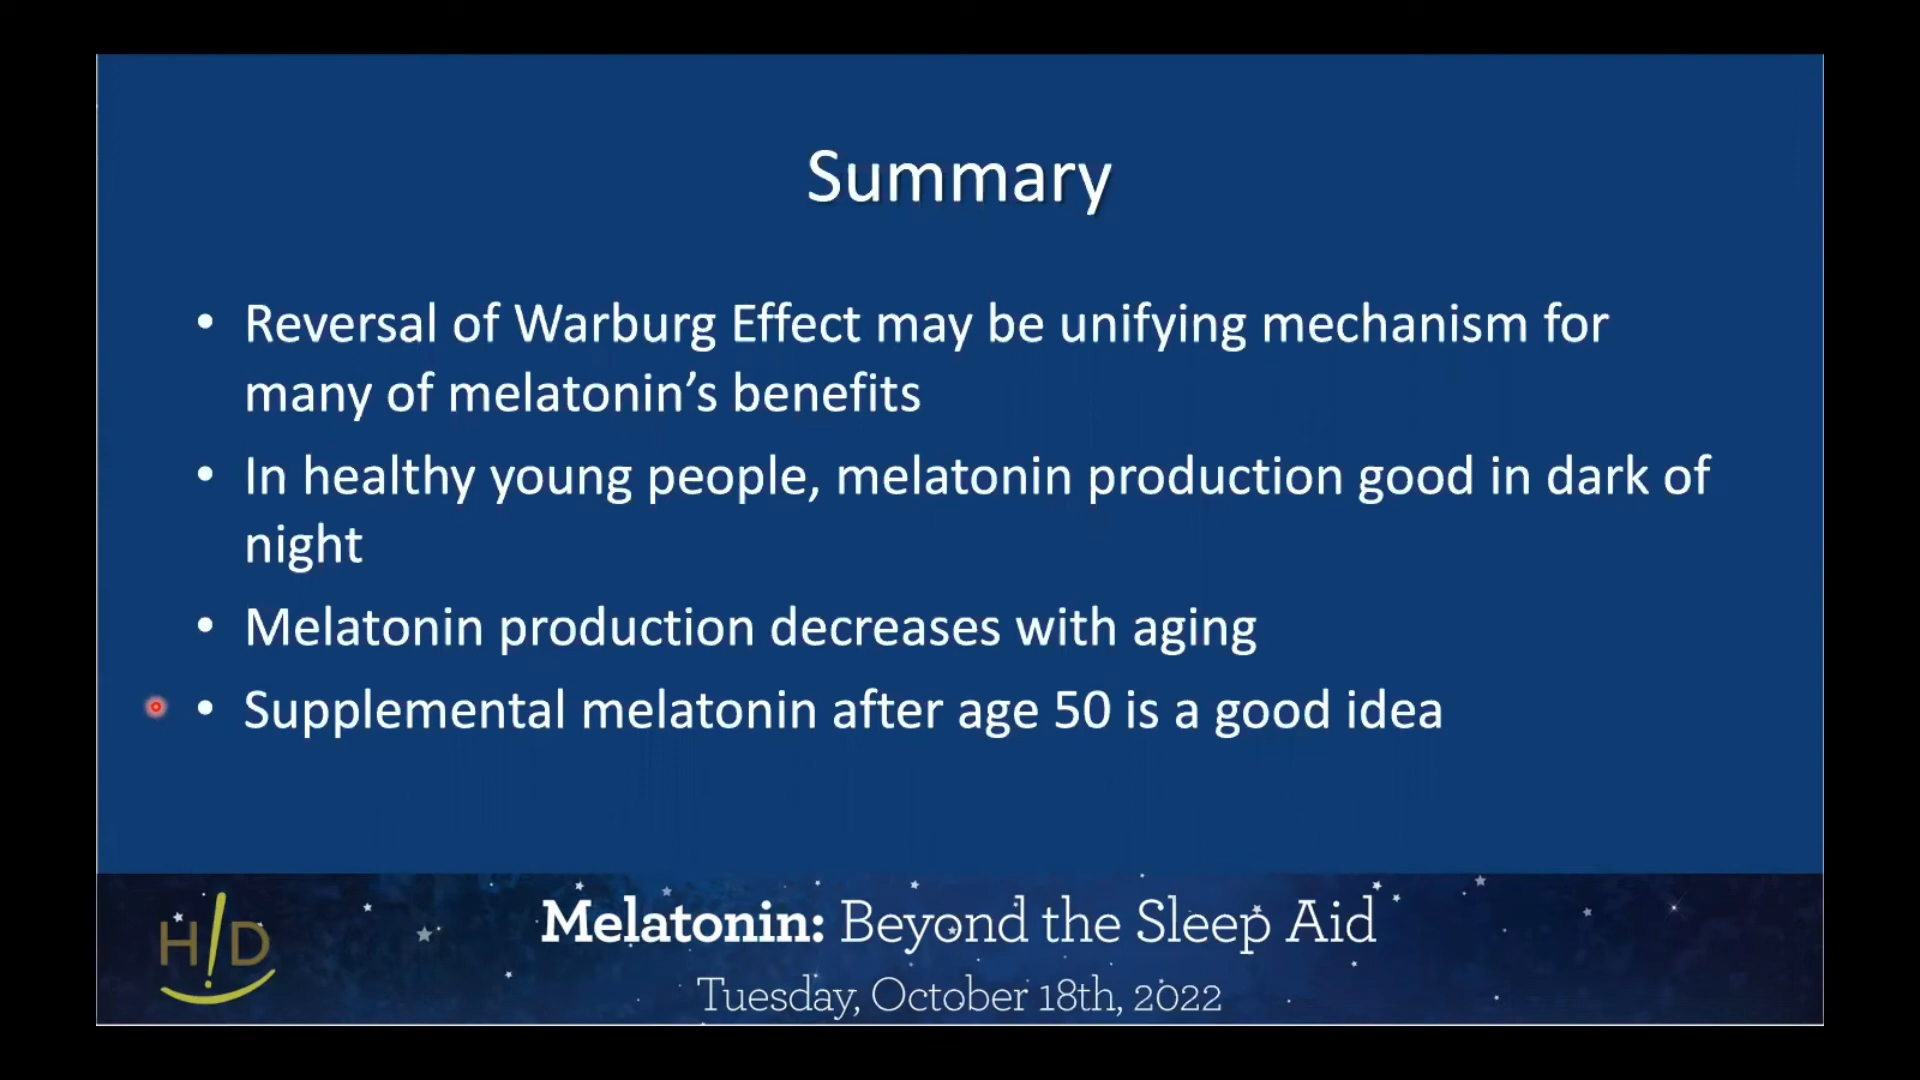 Summary
• Reversal of Warburg Effect may be unifying mechanism for
many of melatonin’s benefits
• In healthy young people, melatonin production good in dark of
night
• Melatonin production decreases with aging
• Supplemental melatonin after age 50 is a good idea
H!D
Melatonin: Beyond the Sleep Aid
Tuesday, October 18th, 2022